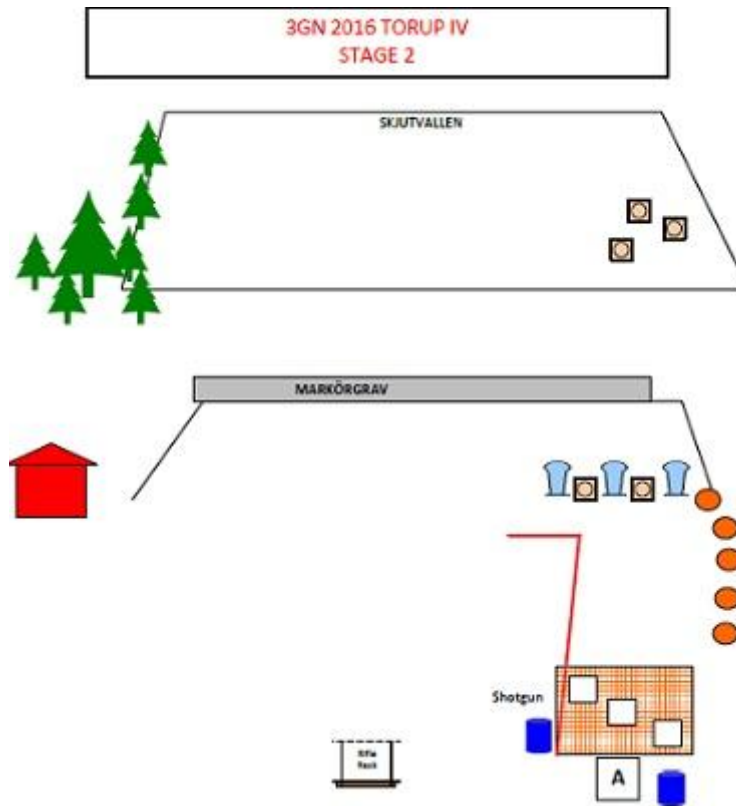 3GN 2016 TORUP IV
STAGE 2
SKJUTVALLEN
MARKÖRGRAV
Shotgun
Rifle
Rack
A